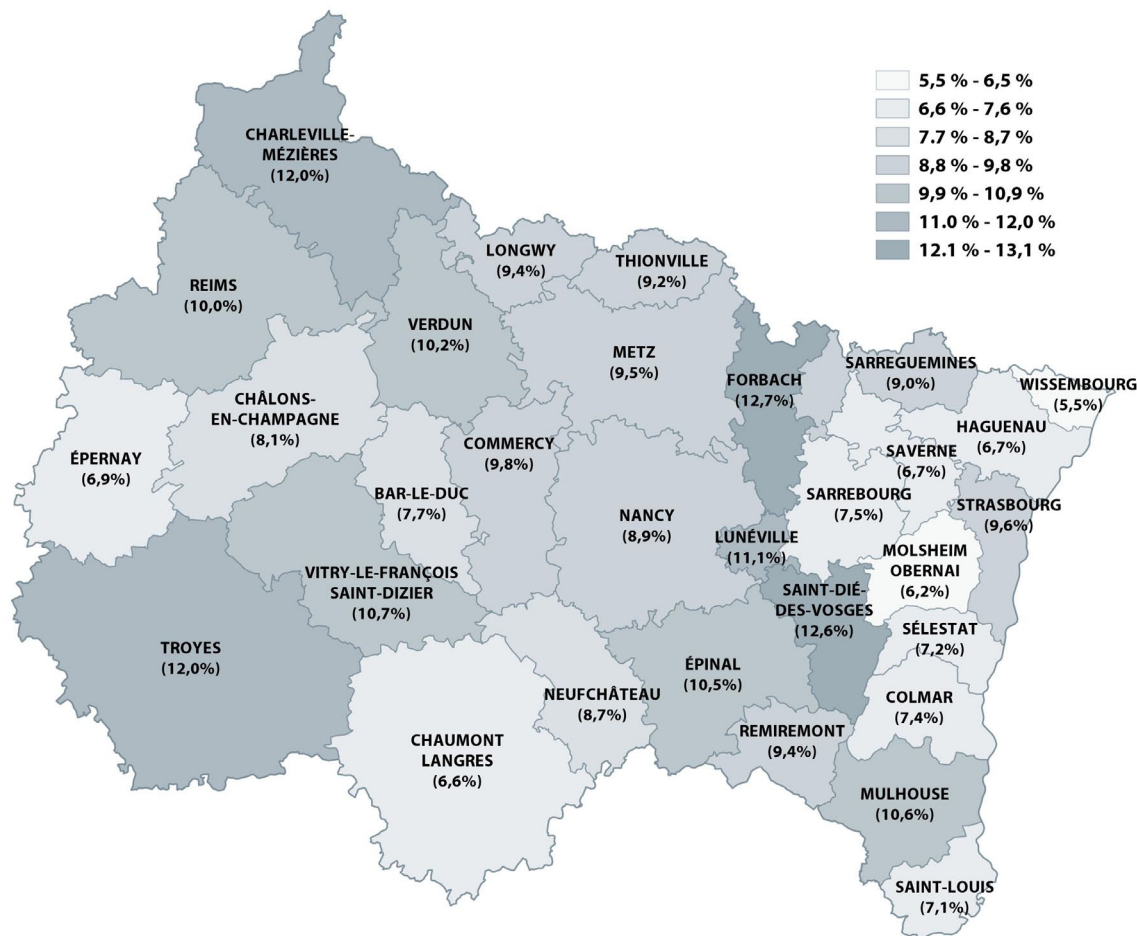 5,5 % - 6,5 %
6,6 % - 7,6 %
7.7 % - 8,7 %
8,8 % - 9,8 %
9,9 % - 10,9 %
11.0 % - 12,0 %
12.1 % - 13,1 %
CHARLEVILLE-
MÉZIÈRES
(12,0%)
LONGWY
(9,4%)
THIONVILLE
(9,2%)
REIMS
(10,0%)
VERDUN
(10,2%)
METZ
(9,5%)
FORBACH
(12,7%)
SARREGUEMINES
(9,0%)
WISSEMBOURG
(5,5%)
HAGUENAU
(6,7%)
CHÂLONS-
EN-CHAMPAGNE
(8,1%)
ÉPERNAY
(6,9%)
COMMERCY
(9,8%)
SAVERNE
(6,7%)
BAR-LE-DUC
(7,7%)
SARREBOURG
(7,5%)
STRASBOURG
(9,6%)
NANCY
(8,9%)
LUNÉVILLE
(11,1%)
MOLSHEIM
OBERNAI
(6,2%)
VITRY-LE-FRANÇOIS
SAINT-DIZIER
(10,7%)
SAINT-DIÉ-
DES-VOSGES
(12,6%)
SÉLESTAT
(7,2%)
TROYES
(12,0%)
ÉPINAL
(10,5%)
NEUFCHÂTEAU
(8,7%)
COLMAR
(7,4%)
REMIREMONT
(9,4%)
CHAUMONT
LANGRES
(6,6%)
MULHOUSE
(10,6%)
SAINT-LOUIS
(7,1%)